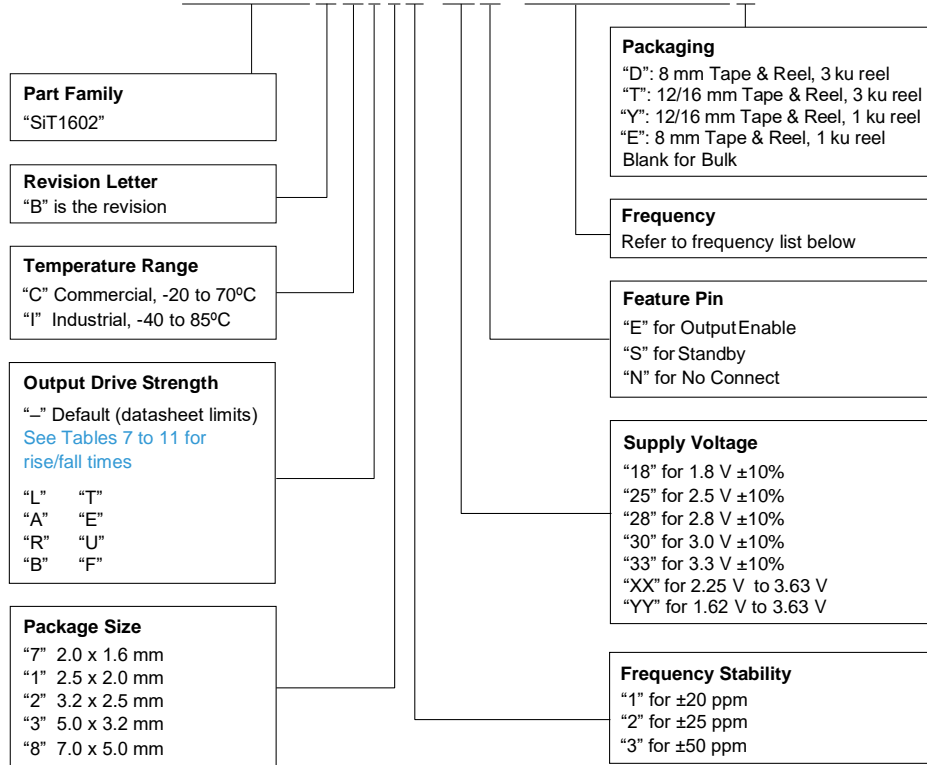 Part Family
“SiT1602”
Revision Letter
“B” is the revision
Temperature Range
“C” Commercial, -20 to 70ºC
“I” Industrial, -40 to 85ºC
Output Drive Strength
“–” Default (datasheet limits)
See Tables 7 to 11 for
rise/fall times
“L” “T”
“A” “E”
“R” “U”
“B” “F”
Package Size
“7” 2.0 x 1.6 mm
“1” 2.5 x 2.0 mm
“2” 3.2 x 2.5 mm
“3” 5.0 x 3.2 mm
“8” 7.0 x 5.0 mm
Packaging
“D”: 8 mm Tape & Reel, 3 ku reel
“T”: 12/16 mm Tape & Reel, 3 ku reel
“Y”: 12/16 mm Tape & Reel, 1 ku reel
“E”: 8 mm Tape & Reel, 1 ku reel
Blank for Bulk
Frequency
Refer to frequency list below
Feature Pin
“E” for OutputEnable
“S” for Standby
“N” for No Connect
Supply Voltage
“18” for 1.8 V ±10%
“25” for 2.5 V ±10%
“28” for 2.8 V ±10%
“30” for 3.0 V ±10%
“33” for 3.3 V ±10%
“XX” for 2.25 V to 3.63 V
“YY” for 1.62 V to 3.63 V
Frequency Stability
“1” for ±20 ppm
“2” for ±25 ppm
“3” for ±50 ppm